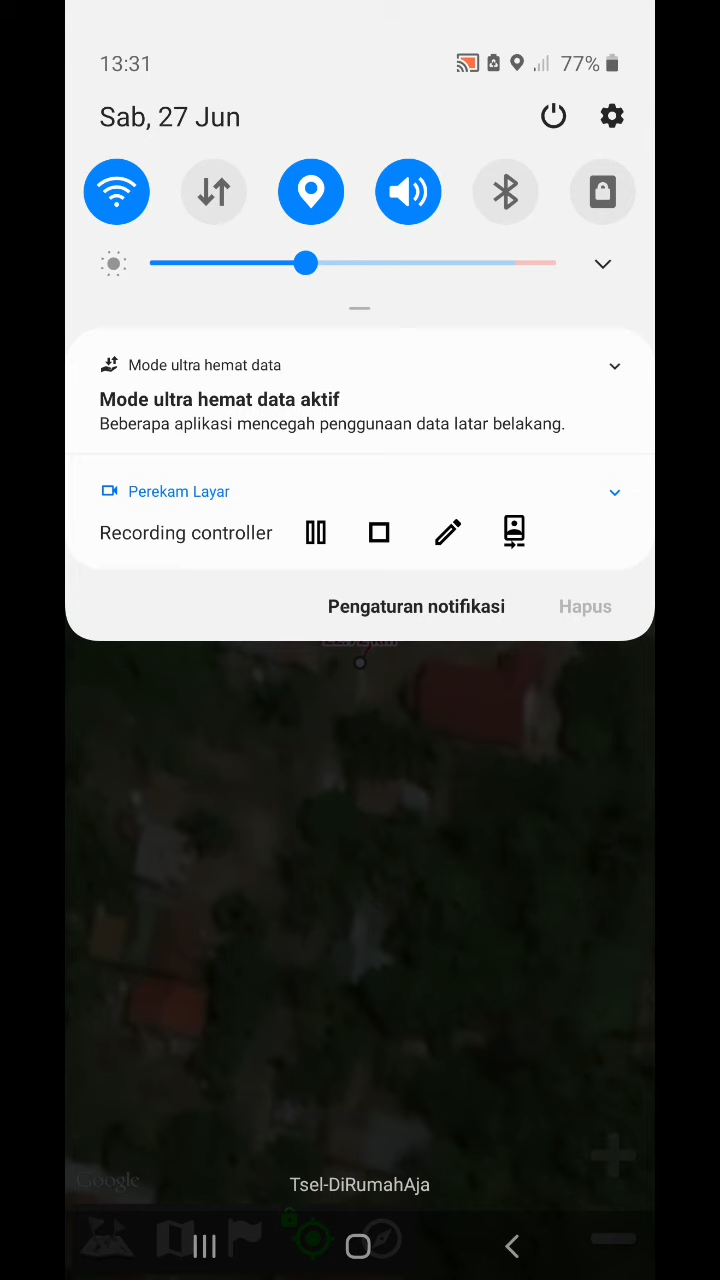 13:31
77%
Sab, 27 Jun
Mode ultra hemat data
Mode ultra hemat data aktif
Beberapa aplikasi mencegah penggunaan data latar belakang.
Perekam Layar
Recording controller
Pengaturan notifikasi
Hapus
Google
Tsel-DiRumahAja